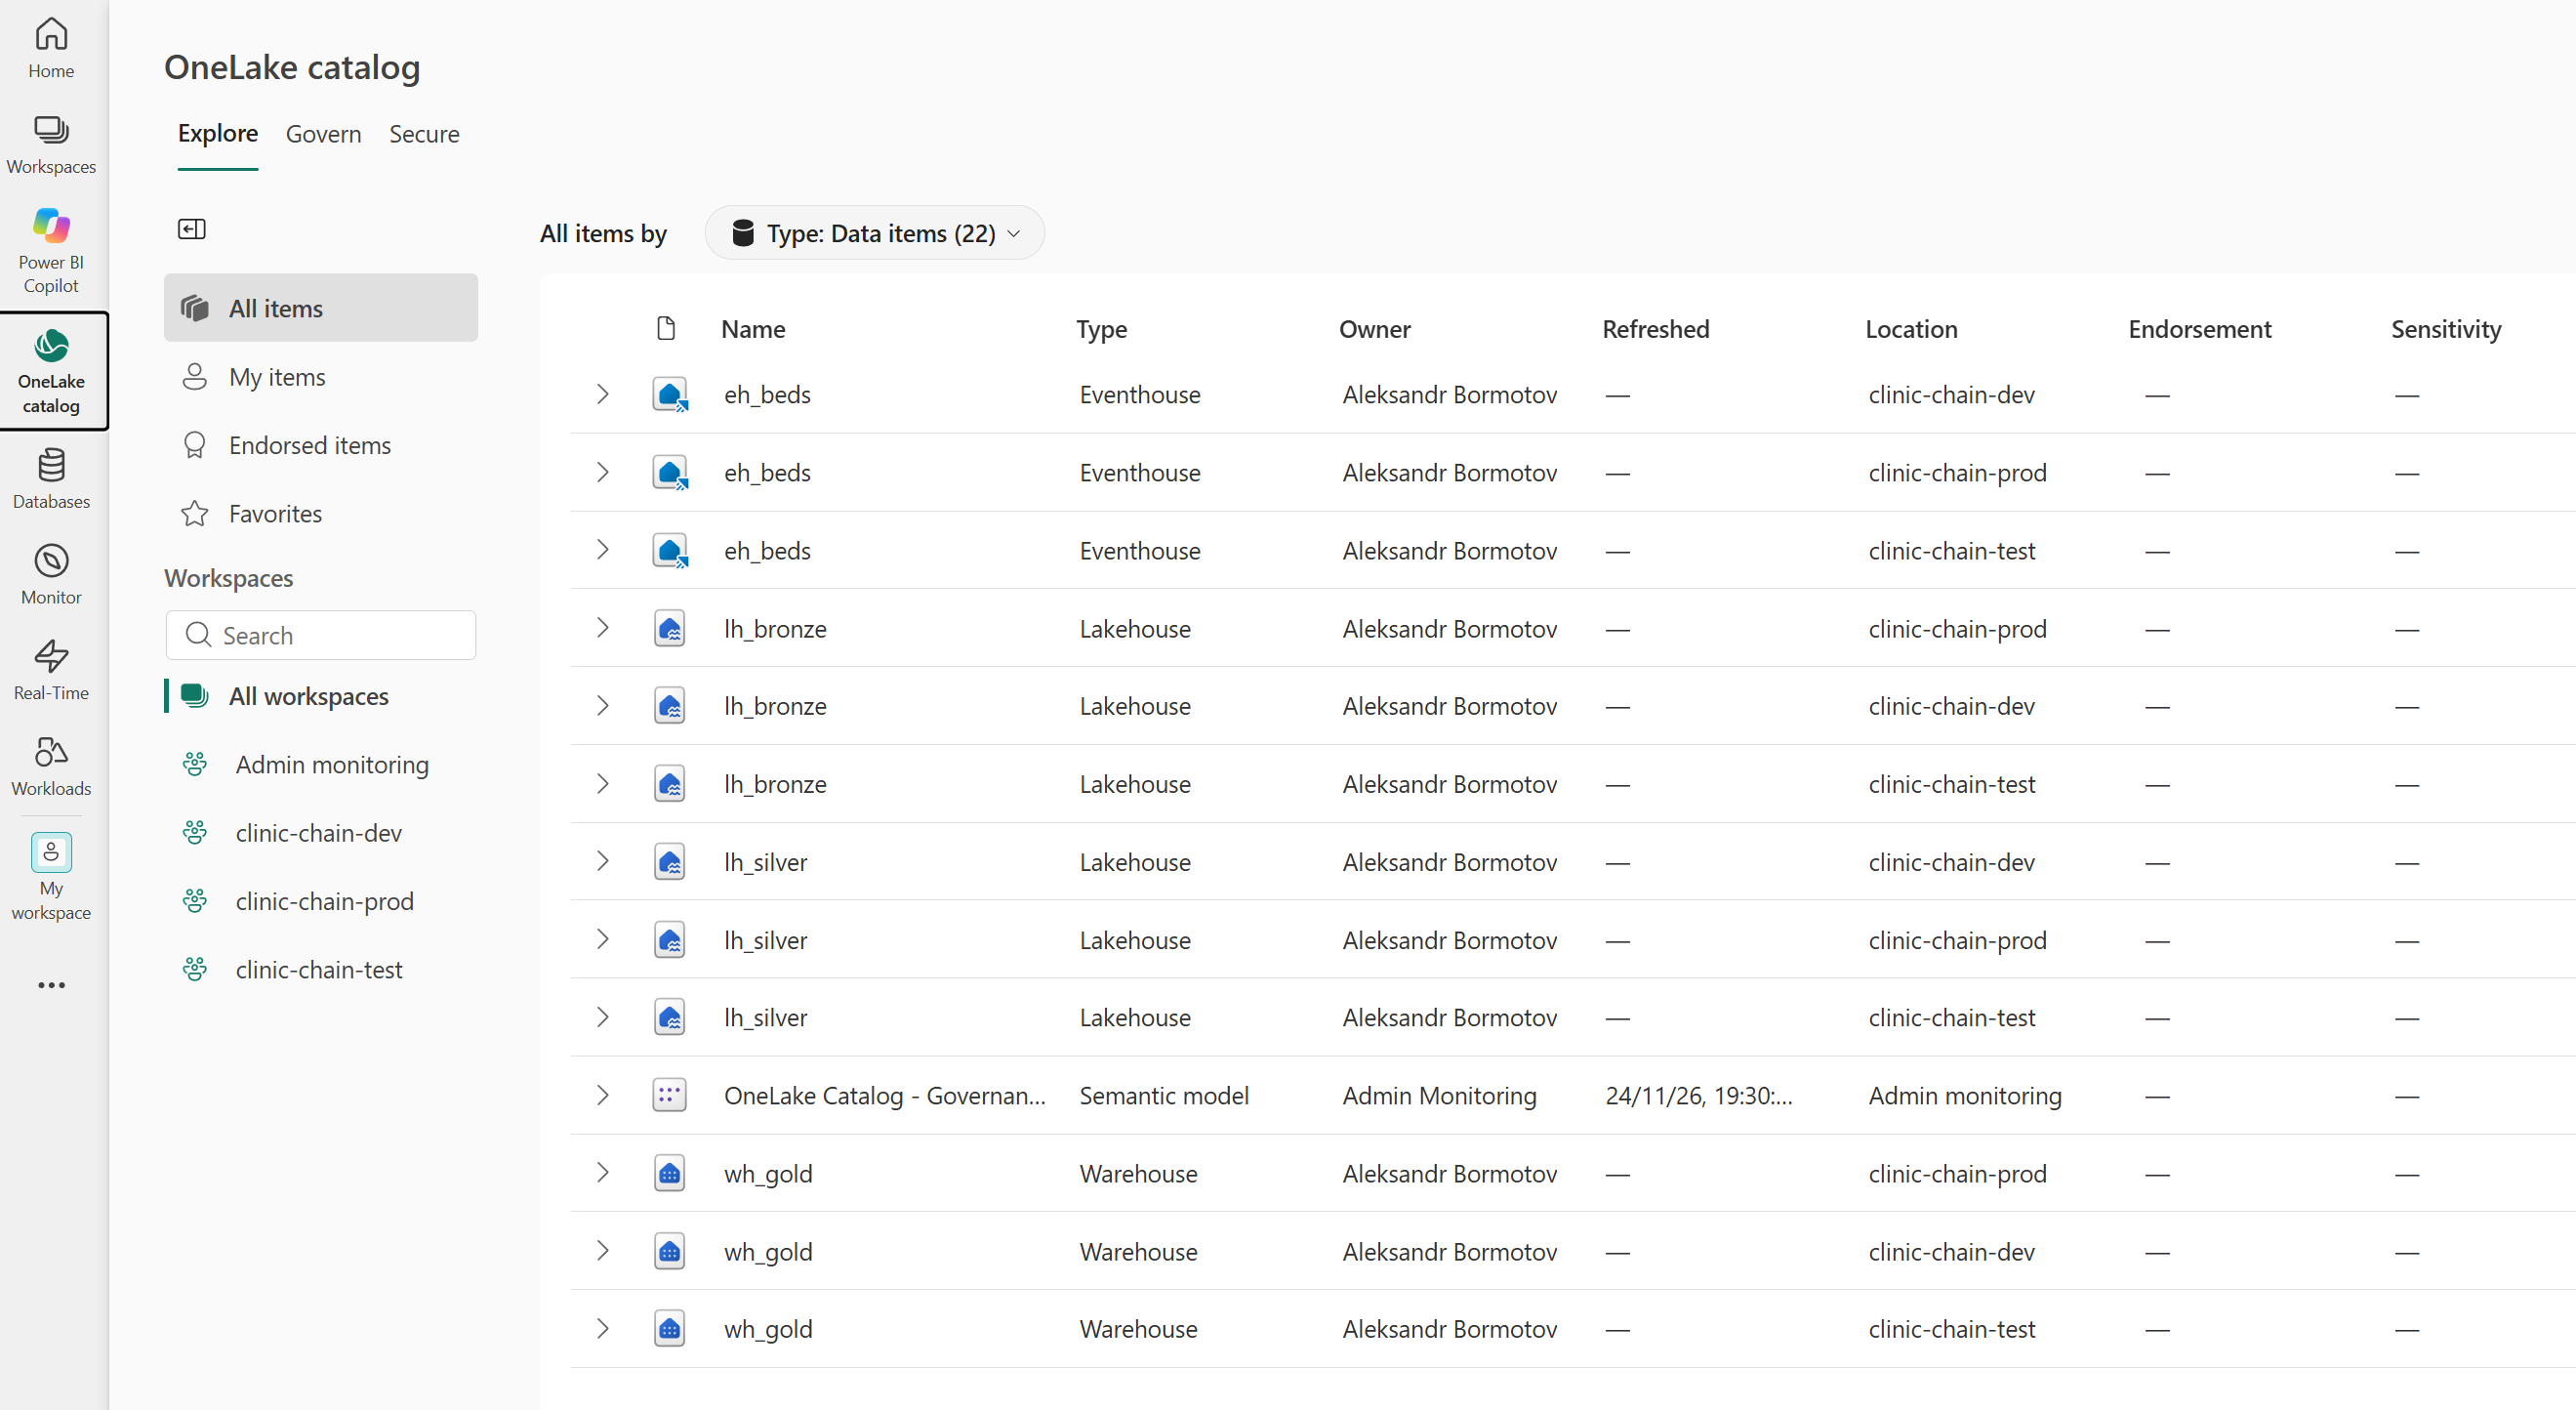 Home
Workspaces
Power BI
Copilot
OneLake
catalog
Databases
Monitor
Real-Time
Workloads
My
workspace
OneLake catalog
Explore Govern Secure
All items
My items
Endorsed items
Favorites
Workspaces
Search
All workspaces
Admin monitoring
clinic-chain-dev
clinic-chain-prod
clinic-chain-test
All items by Type: Data items (22)
Name Type Owner Refreshed Location Endorsement Sensitivity
eh_beds Eventhouse Aleksandr Bormotov — clinic-chain-dev — —
eh_beds Eventhouse Aleksandr Bormotov — clinic-chain-prod — —
eh_beds Eventhouse Aleksandr Bormotov — clinic-chain-test — —
lh_bronze Lakehouse Aleksandr Bormotov — clinic-chain-prod — —
lh_bronze Lakehouse Aleksandr Bormotov — clinic-chain-dev — —
lh_bronze Lakehouse Aleksandr Bormotov — clinic-chain-test — —
lh_silver Lakehouse Aleksandr Bormotov — clinic-chain-dev — —
lh_silver Lakehouse Aleksandr Bormotov — clinic-chain-prod — —
lh_silver Lakehouse Aleksandr Bormotov — clinic-chain-test — —
OneLake Catalog - Governan... Semantic model Admin Monitoring 24/11/26, 19:30:... Admin monitoring — —
wh_gold Warehouse Aleksandr Bormotov — clinic-chain-prod — —
wh_gold Warehouse Aleksandr Bormotov — clinic-chain-dev — —
wh_gold Warehouse Aleksandr Bormotov — clinic-chain-test — —